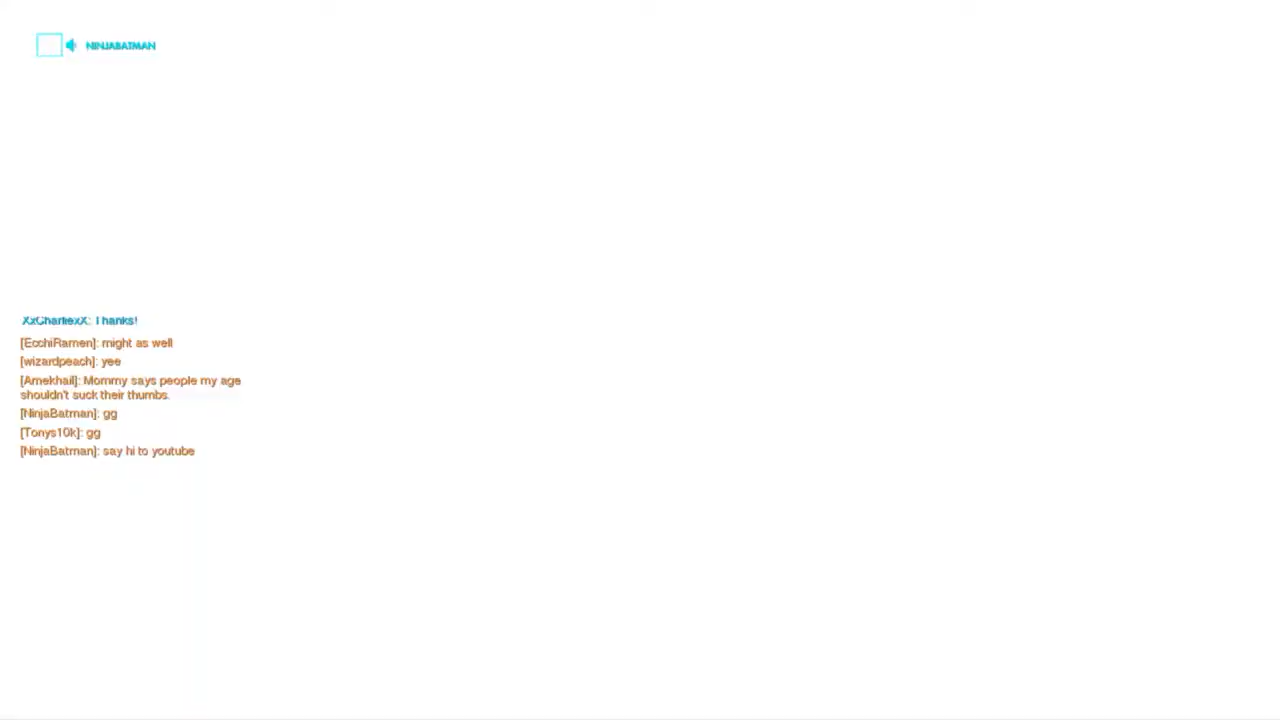 NINJABATMAN
XxCharliexX: Thanks!
[EcchiRamen]: might as well
[wizardpeach]: yee
[Amekhail]: Mommy says people my age
shouldn't suck their thumbs.
[NinjaBatman]: gg
[Tonys10k]: gg
[NinjaBatman]: say hi to youtube